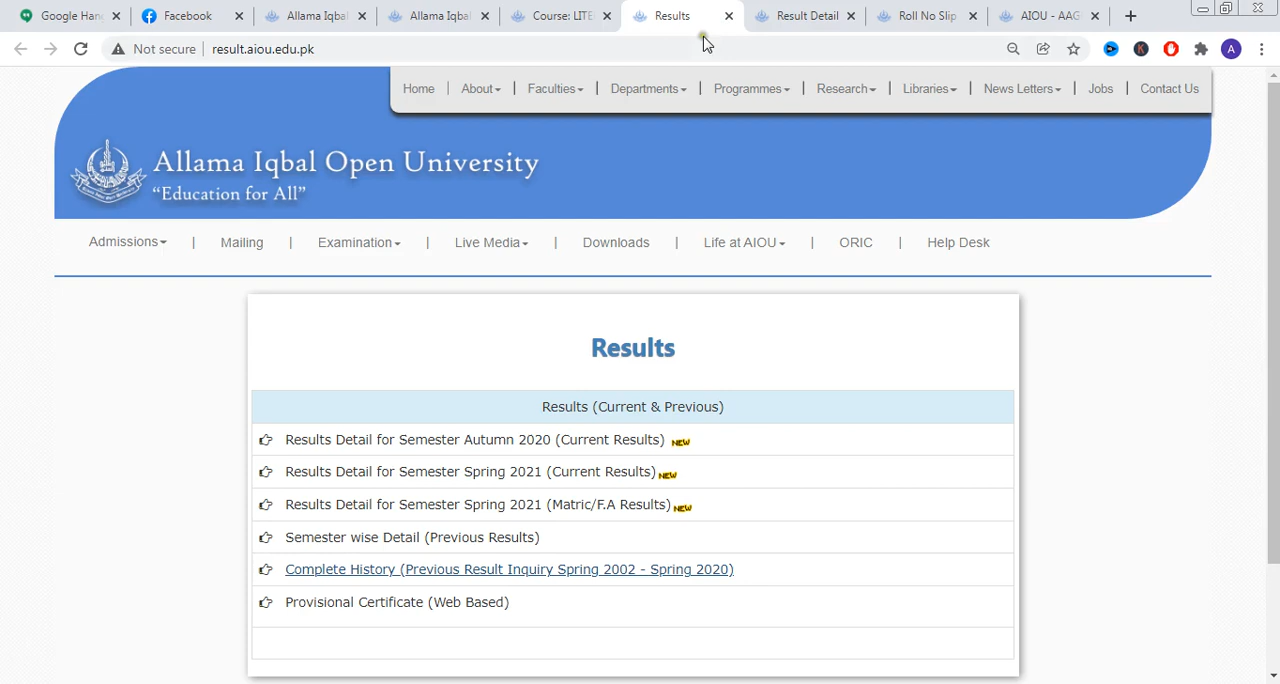 Google Han
Facebook
Allama Iqbal
Allama Iqbal
Course: LITE
Results
Result Detail
Roll No Slip
AIOU - AAG
Not secure
result.aiou.edu.pk
A
Home | About | Faculties | Departments | Programmes | Research | Libraries | News Letters | Jobs | Contact Us
Allama Iqbal Open University
“Education for All”
Admissions | Mailing | Examination | Live Media | Downloads | Life at AIOU | ORIC | Help Desk
Results
Results (Current & Previous)
Results Detail for Semester Autumn 2020 (Current Results) NEW
Results Detail for Semester Spring 2021 (Current Results) NEW
Results Detail for Semester Spring 2021 (Matric/F.A Results) NEW
Semester wise Detail (Previous Results)
Complete History (Previous Result Inquiry Spring 2002 - Spring 2020)
Provisional Certificate (Web Based)